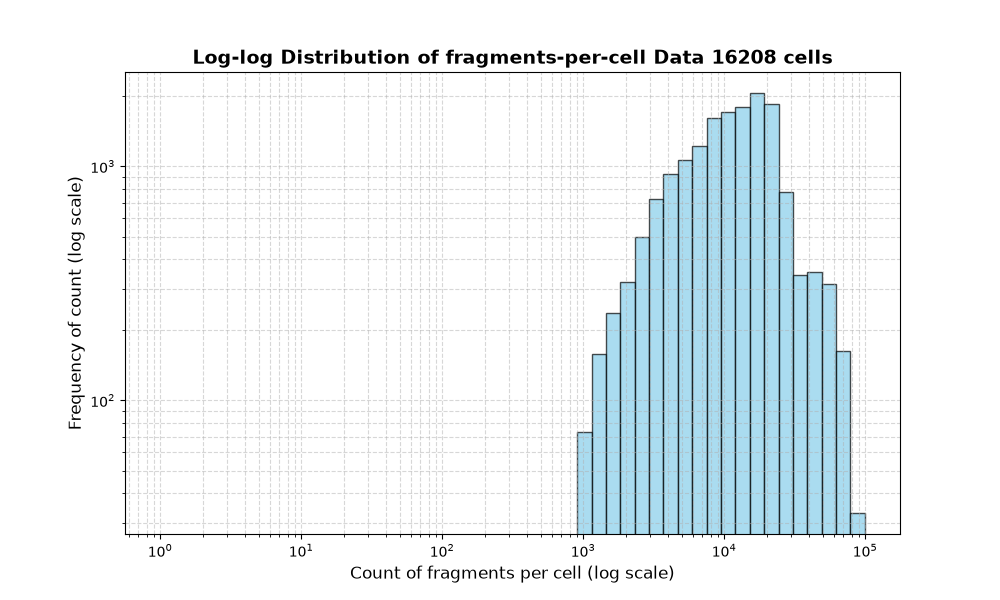 Log-log Distribution of fragments-per-cell Data 16208 cells
Frequency of count (log scale)
10³
10²
10⁰ 10¹ 10² 10³ 10⁴ 10⁵
Count of fragments per cell (log scale)